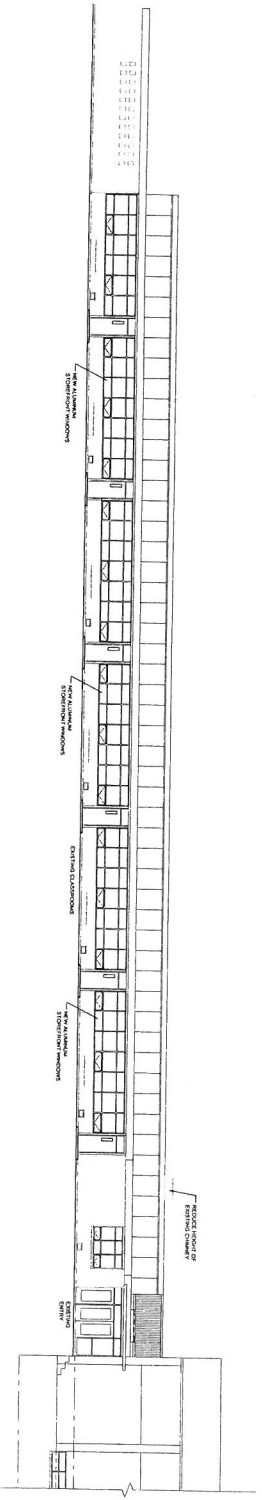 NEW ALUMINUM
STOREFRONT WINDOWS
NEW ALUMINUM
STOREFRONT WINDOWS
EXISTING CLASSROOMS
NEW ALUMINUM
STOREFRONT WINDOWS
REDUCE HEIGHT OF
EXISTING CHIMNEY
EXISTING
ENTRY